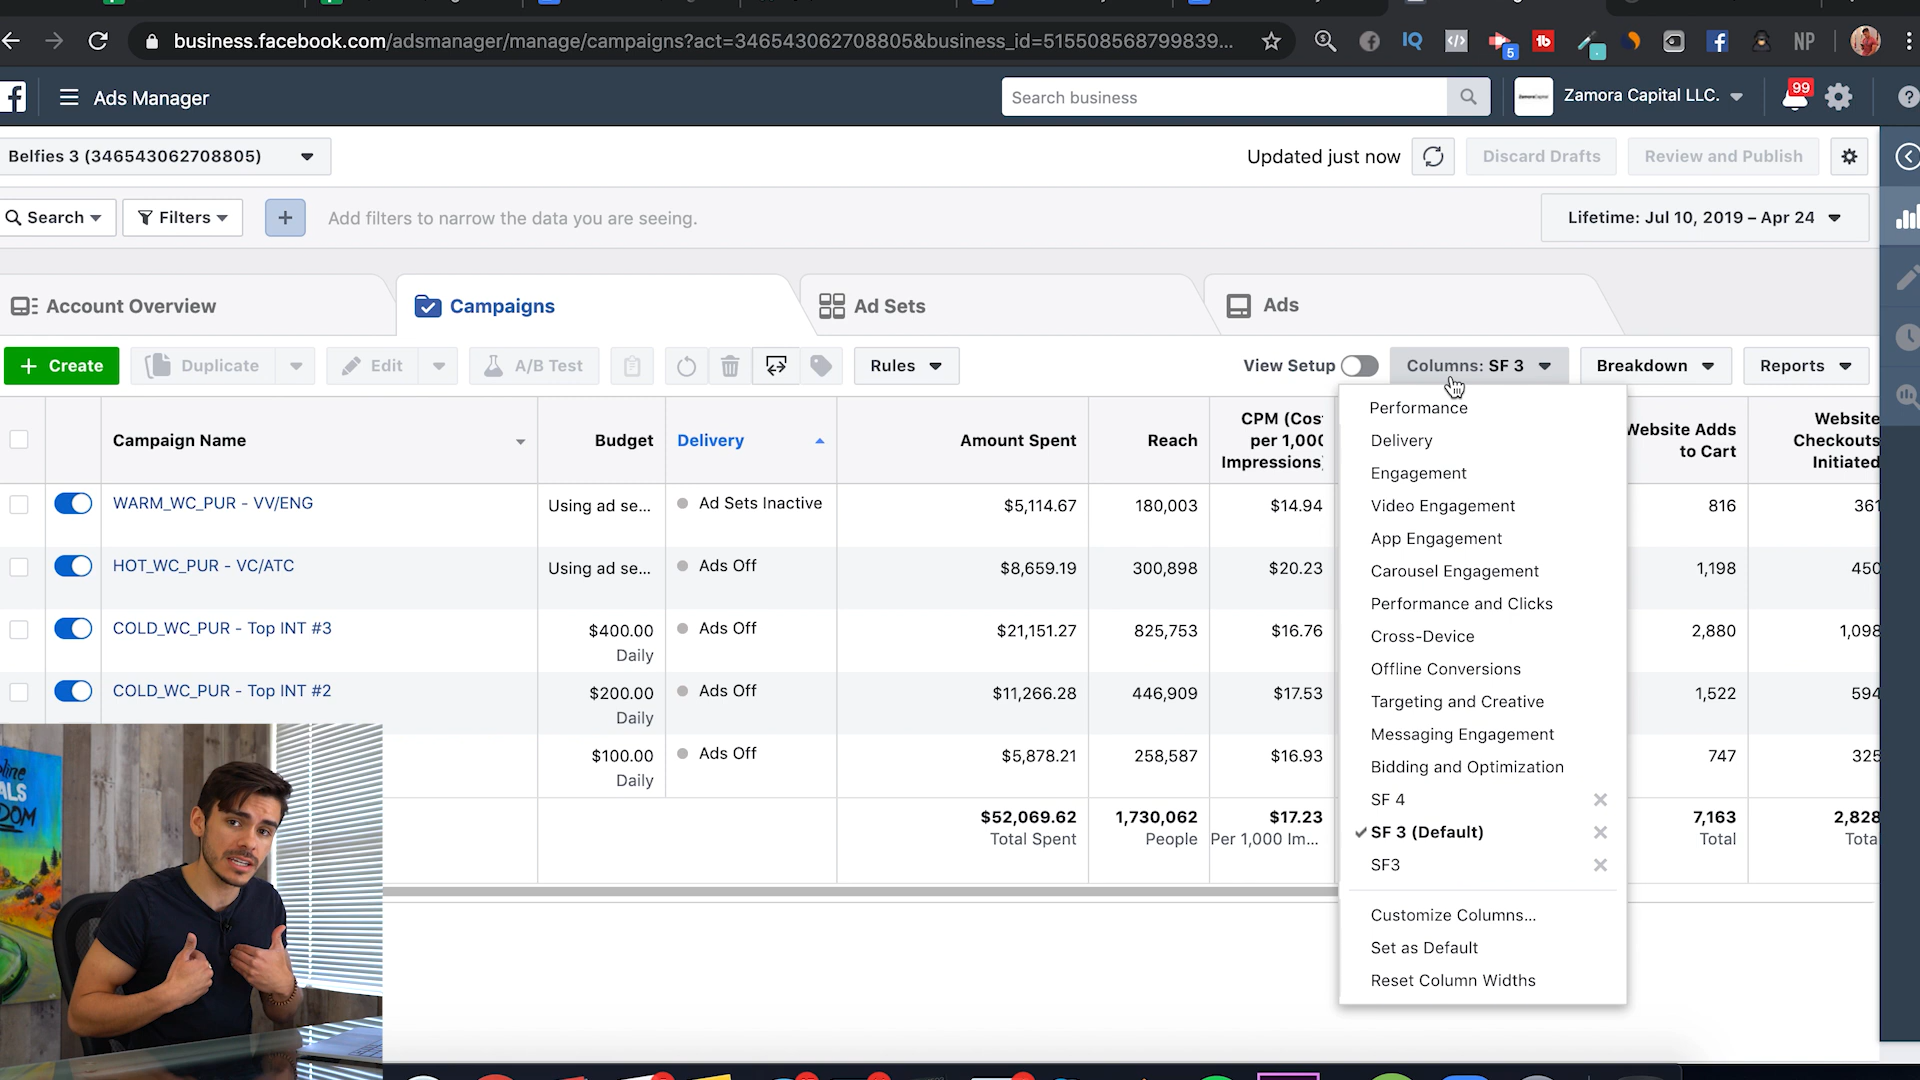 business.facebook.com/adsmanager/manage/campaigns?act=346543062708805&business_id=515508568799839...
IQ
5
tb
NP
Ads Manager
Search business
Zamora Capital LLC.
99
Belfies 3 (346543062708805)
Updated just now
Discard Drafts
Review and Publish
Search
Filters
+
Add filters to narrow the data you are seeing.
Lifetime: Jul 10, 2019 – Apr 24
Account Overview
Campaigns
Ad Sets
Ads
+ Create
Duplicate
Edit
A/B Test
Rules
View Setup
Columns: SF 3
Breakdown
Reports
Campaign Name
Budget
Delivery
Amount Spent
Reach
CPM (Cos
per 1,000
Impressions)
Website Adds
to Cart
Website
Checkouts
Initiated
WARM_WC_PUR - VV/ENG
Using ad se...
Ad Sets Inactive
$5,114.67
180,003
$14.94
816
361
HOT_WC_PUR - VC/ATC
Using ad se...
Ads Off
$8,659.19
300,898
$20.23
1,198
450
COLD_WC_PUR - Top INT #3
$400.00
Daily
Ads Off
$21,151.27
825,753
$16.76
2,880
1,098
COLD_WC_PUR - Top INT #2
$200.00
Daily
Ads Off
$11,266.28
446,909
$17.53
1,522
594
$100.00
Daily
Ads Off
$5,878.21
258,587
$16.93
747
325
$52,069.62
Total Spent
1,730,062
People
$17.23
Per 1,000 Im...
7,163
Total
2,828
Tota
Performance
Delivery
Engagement
Video Engagement
App Engagement
Carousel Engagement
Performance and Clicks
Cross-Device
Offline Conversions
Targeting and Creative
Messaging Engagement
Bidding and Optimization
SF 4
SF 3 (Default)
SF3
Customize Columns...
Set as Default
Reset Column Widths